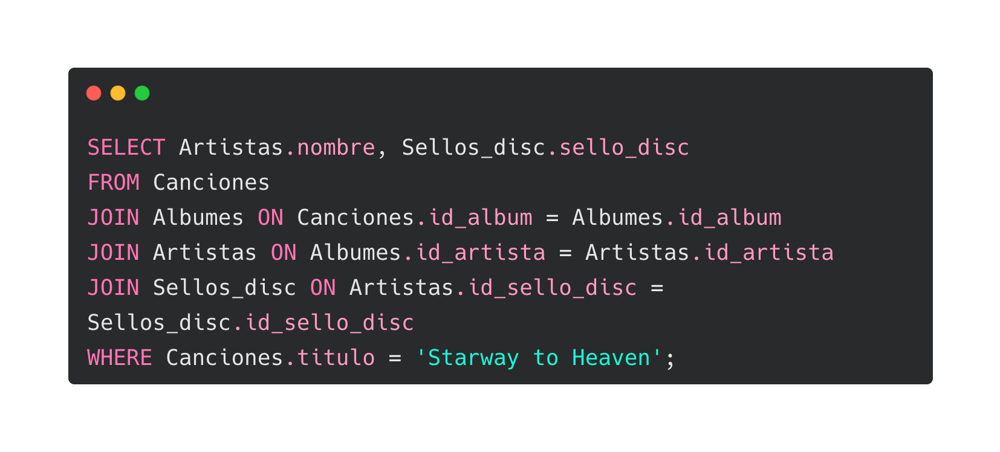 SELECT Artistas.nombre, Sellos_disc.sello_disc
FROM Canciones
JOIN Albumes ON Canciones.id_album = Albumes.id_album
JOIN Artistas ON Albumes.id_artista = Artistas.id_artista
JOIN Sellos_disc ON Artistas.id_sello_disc =
Sellos_disc.id_sello_disc
WHERE Canciones.titulo = 'Starway to Heaven';